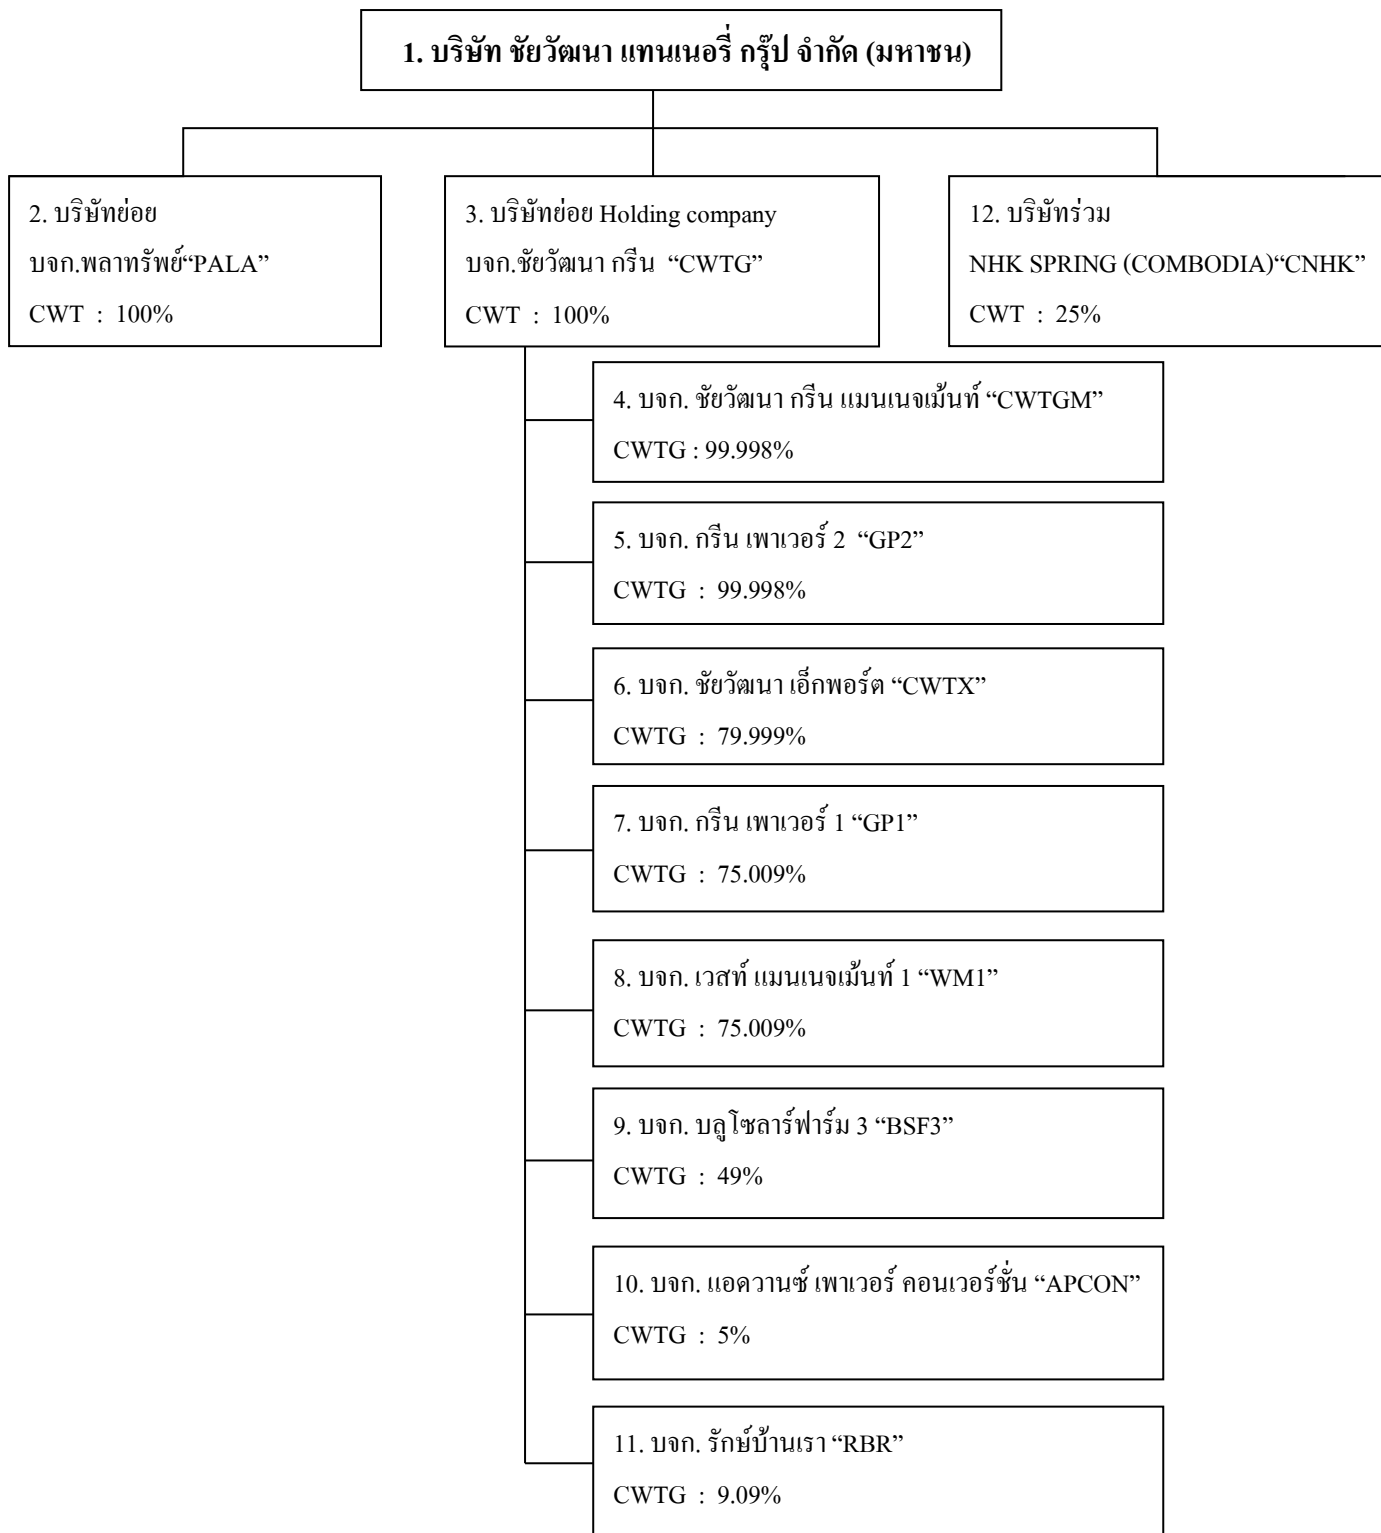 1. บริษัท ชัยวัฒนา แทนเนอรี่ กรุ๊ป จำกัด (มหาชน)
2. บริษัทย่อย
บจก.พลาทรัพย์“PALA”
CWT : 100%
3. บริษัทย่อย Holding company
บจก.ชัยวัฒนา กรีน “CWTG”
CWT : 100%
12. บริษัทร่วม
NHK SPRING (COMBODIA)“CNHK”
CWT : 25%
4. บจก. ชัยวัฒนา กรีน แมนเนจเม้นท์ “CWTGM”
CWTG : 99.998%
5. บจก. กรีน เพาเวอร์ 2 “GP2”
CWTG : 99.998%
6. บจก. ชัยวัฒนา เอ็กพอร์ต “CWTX”
CWTG : 79.999%
7. บจก. กรีน เพาเวอร์ 1 “GP1”
CWTG : 75.009%
8. บจก. เวสท์ แมนเนจเม้นท์ 1 “WM1”
CWTG : 75.009%
9. บจก. บลูโซลาร์ฟาร์ม 3 “BSF3”
CWTG : 49%
10. บจก. แอดวานซ์ เพาเวอร์ คอนเวอร์ชั่น “APCON”
CWTG : 5%
11. บจก. รักษ์บ้านเรา “RBR”
CWTG : 9.09%